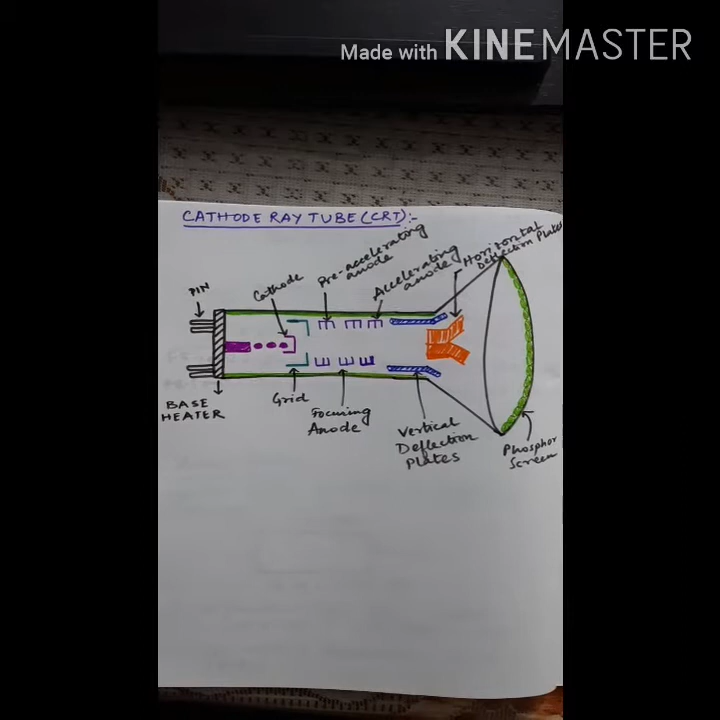 Made with KINEMASTER
CATHODE RAY TUBE (CRT):-
Pre-accelerating
anode
Accelerating
anode
Horizontal
Deflection Plates
Cathode
PIN
BASE
HEATER
Grid
Focusing
Anode
Vertical
Deflection
Plates
Phosphor
Screen